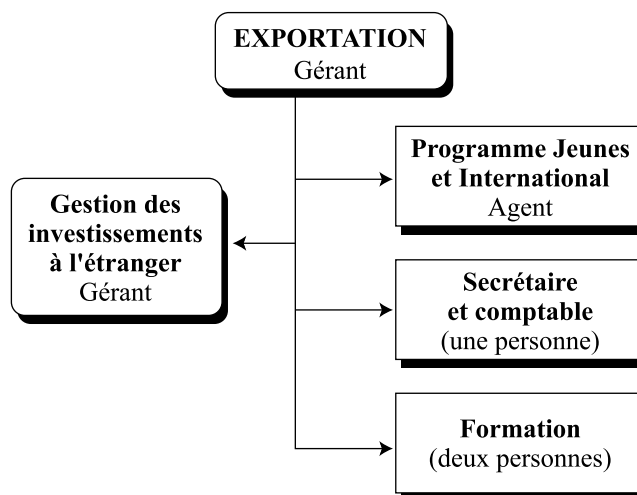 EXPORTATION
Gérant
Programme Jeunes
et International
Agent
Gestion des
investissements
à l'étranger
Gérant
Secrétaire
et comptable
(une personne)
Formation
(deux personnes)